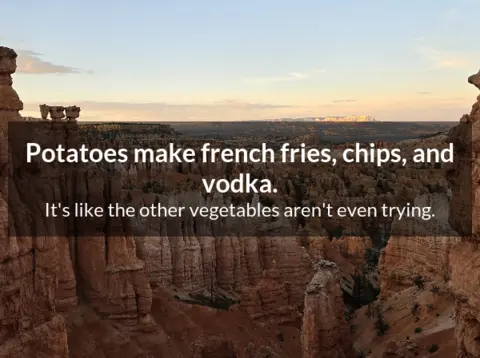 Potatoes make french fries, chips, and
vodka.
It's like the other vegetables aren't even trying.